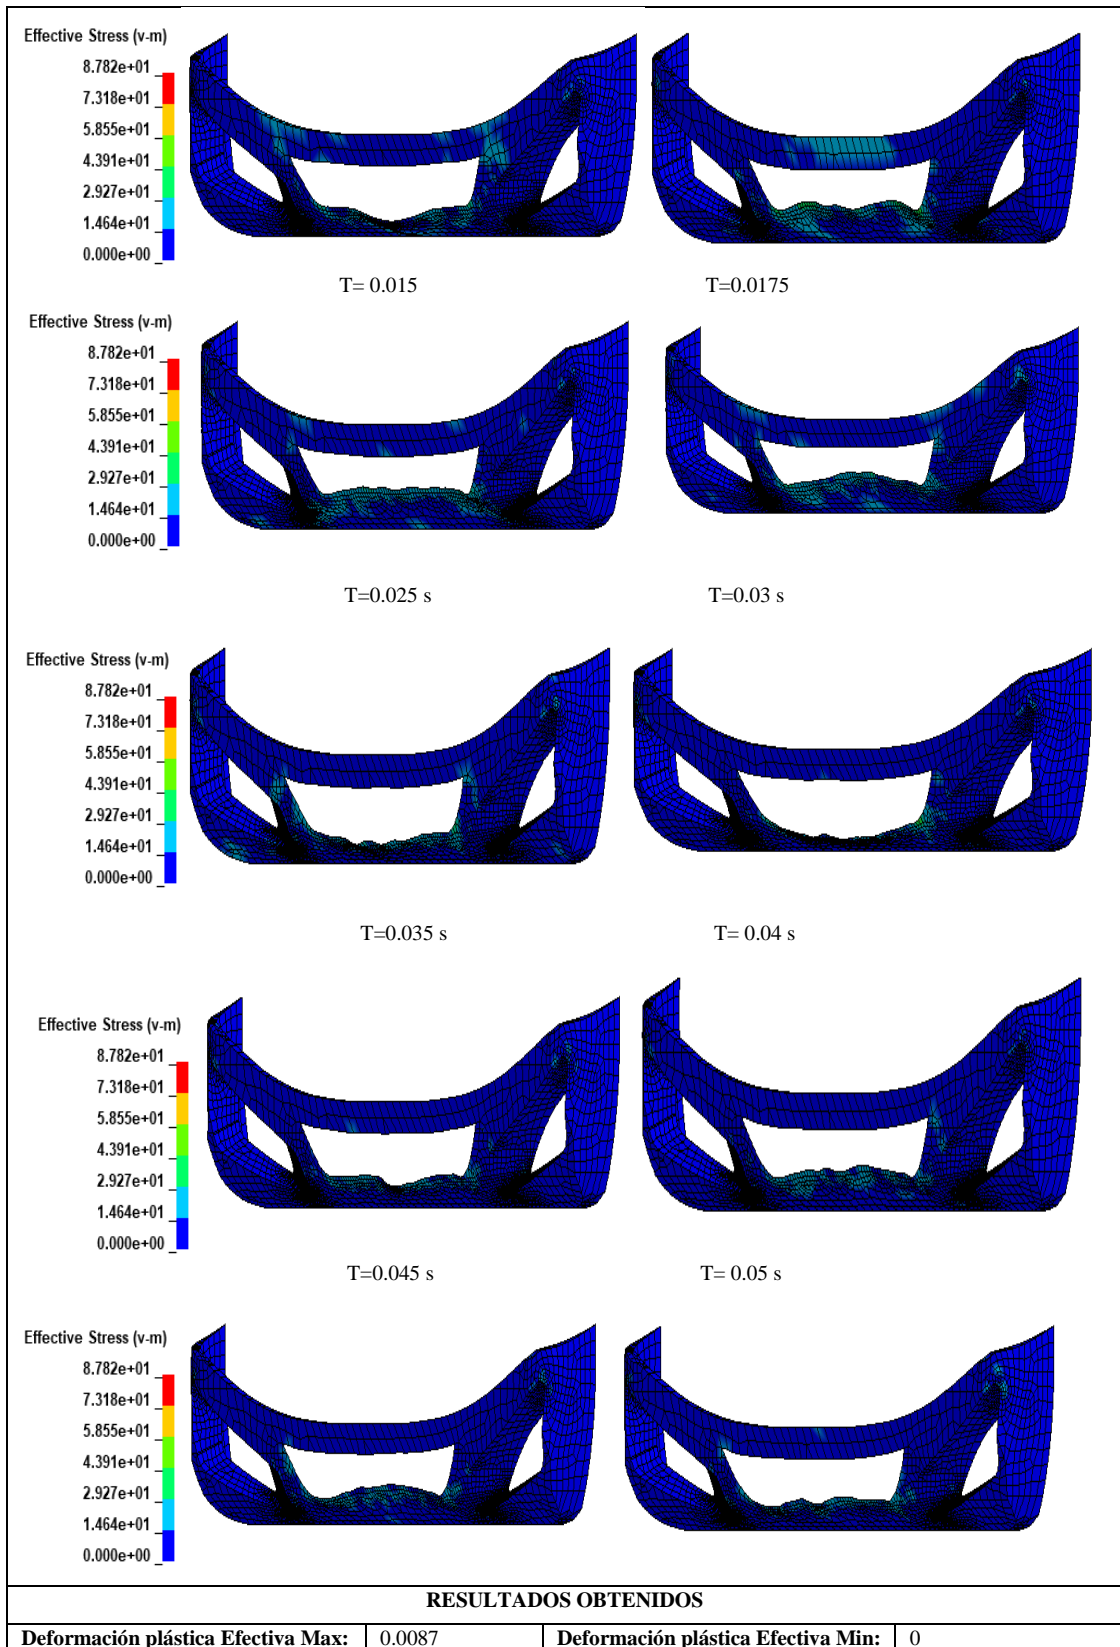 Effective Stress (v-m)
8.782e+01
7.318e+01
5.855e+01
4.391e+01
2.927e+01
1.464e+01
0.000e+00
T= 0.015 T=0.0175
Effective Stress (v-m)
8.782e+01
7.318e+01
5.855e+01
4.391e+01
2.927e+01
1.464e+01
0.000e+00
T=0.025 s T=0.03 s
Effective Stress (v-m)
8.782e+01
7.318e+01
5.855e+01
4.391e+01
2.927e+01
1.464e+01
0.000e+00
T=0.035 s T= 0.04 s
Effective Stress (v-m)
8.782e+01
7.318e+01
5.855e+01
4.391e+01
2.927e+01
1.464e+01
0.000e+00
T=0.045 s T= 0.05 s
Effective Stress (v-m)
8.782e+01
7.318e+01
5.855e+01
4.391e+01
2.927e+01
1.464e+01
0.000e+00
RESULTADOS OBTENIDOS
Deformación plástica Efectiva Max: 0.0087 Deformación plástica Efectiva Min: 0